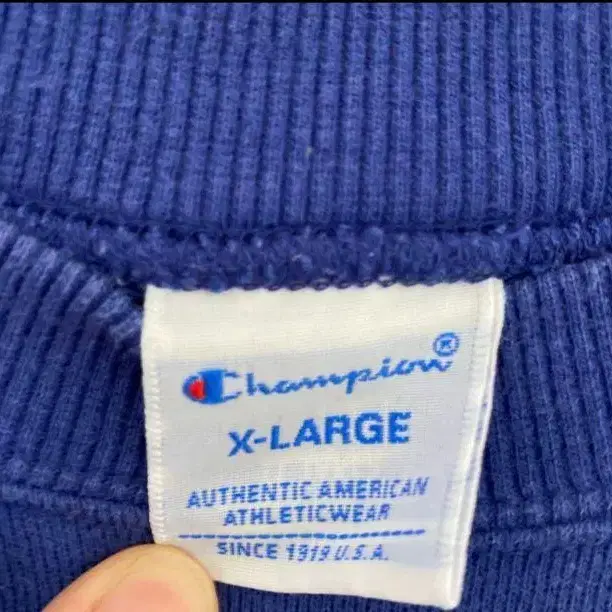 Champion®
X-LARGE
AUTHENTIC AMERICAN
ATHLETICWEAR
SINCE 1919 U.S.A.